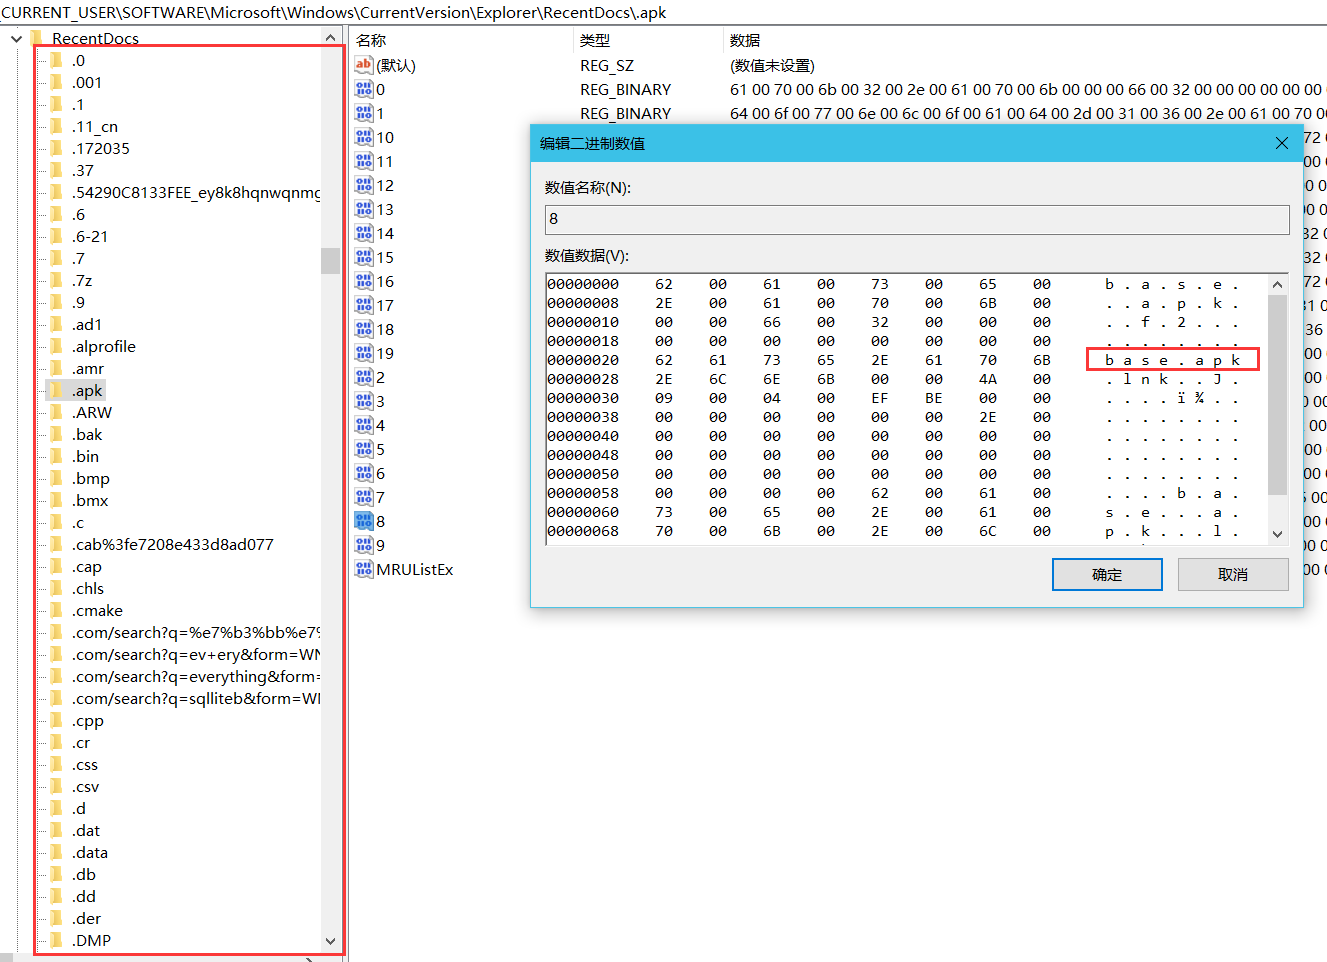 _CURRENT_USER\SOFTWARE\Microsoft\Windows\CurrentVersion\Explorer\RecentDocs\.apk
RecentDocs
.0
.001
.1
.11_cn
.172035
.37
.54290C8133FEE_ey8k8hqnwqnmg
.6
.6-21
.7
.7z
.9
.ad1
.alprofile
.amr
.apk
.ARW
.bak
.bin
.bmp
.bmx
.c
.cab%3fe7208e433d8ad077
.cap
.chls
.cmake
.com/search?q=%e7%b3%bb%e7%
.com/search?q=ev+ery&form=WN
.com/search?q=everything&form=
.com/search?q=sqlliteb&form=WI
.cpp
.cr
.css
.csv
.d
.dat
.data
.db
.dd
.der
.DMP
名称 类型 数据
(默认) REG_SZ (数值未设置)
0 REG_BINARY 61 00 70 00 6b 00 32 00 2e 00 61 00 70 00 6b 00 00 00 66 00 32 00 00 00 00 00 00
1 REG_BINARY 64 00 6f 00 77 00 6e 00 6c 00 6f 00 61 00 64 00 2d 00 31 00 36 00 2e 00 61 00 70 00
10
11
12
13
14
15
16
17
18
19
2
3
4
5
6
7
8
9
MRUListEx
编辑二进制数值
数值名称(N):
8
数值数据(V):
00000000 62 00 61 00 73 00 65 00 b.a.s.e.
00000008 2E 00 61 00 70 00 6B 00 ..a.p.k.
00000010 00 00 66 00 32 00 00 00 ..f.2...
00000018 00 00 00 00 00 00 00 00 ........
00000020 62 61 73 65 2E 61 70 6B base.apk
00000028 2E 6C 6E 6B 00 00 4A 00 .lnk..J.
00000030 09 00 04 00 EF BE 00 00 ....ï¾..
00000038 00 00 00 00 00 00 2E 00 ........
00000040 00 00 00 00 00 00 00 00 ........
00000048 00 00 00 00 00 00 00 00 ........
00000050 00 00 00 00 00 00 00 00 ........
00000058 00 00 00 00 62 00 61 00 ....b.a.
00000060 73 00 65 00 2E 00 61 00 s.e...a.
00000068 70 00 6B 00 2E 00 6C 00 p.k...l.
确定 取消